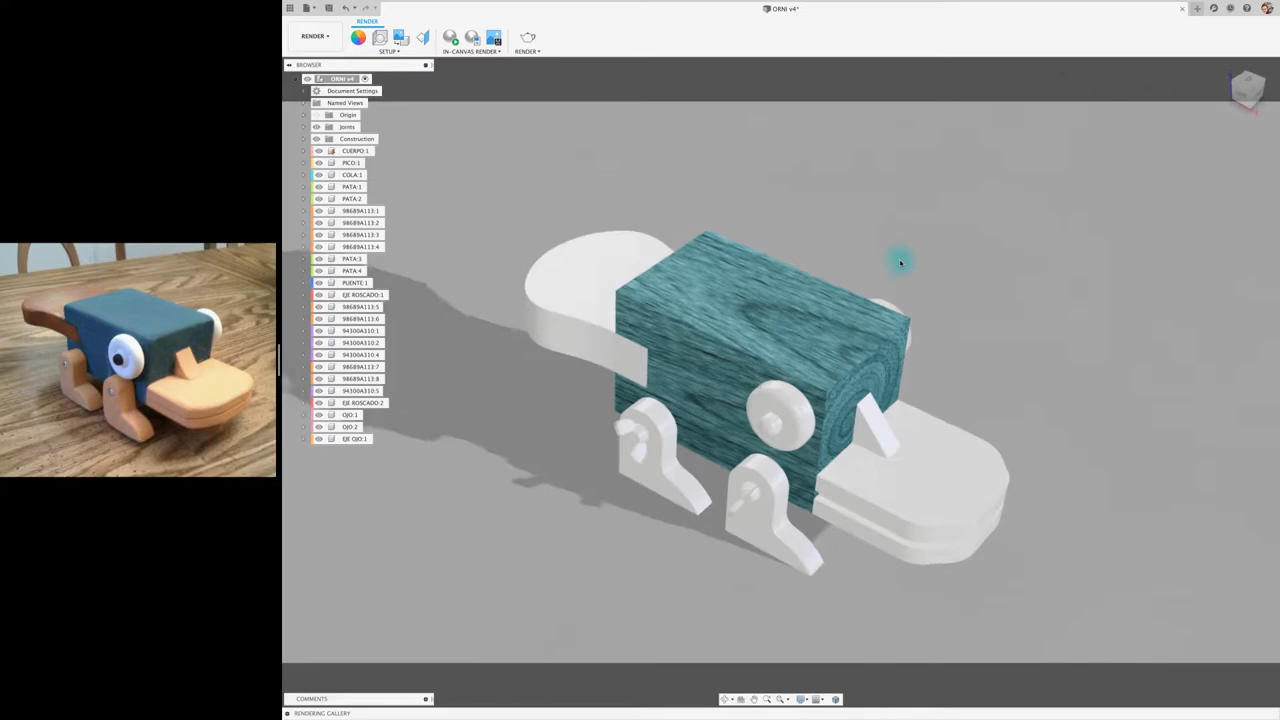 ORNI v4*
RENDER
RENDER
SETUP
IN-CANVAS RENDER
RENDER
BROWSER
ORNI v4
Document Settings
Named Views
Origin
Joints
Construction
CUERPO:1
PICO:1
COLA:1
PATA:1
PATA:2
98689A113:1
98689A113:2
98689A113:3
98689A113:4
PATA:3
PATA:4
PUENTE:1
EJE ROSCADO:1
98689A113:5
98689A113:6
94300A310:1
94300A310:2
94300A310:4
98689A113:7
98689A113:8
94300A310:5
EJE ROSCADO:2
OJO:1
OJO:2
EJE OJO:1
COMMENTS
RENDERING GALLERY